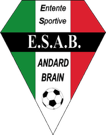 Entente
Sportive
E.S.A.B.
ANDARD
BRAIN